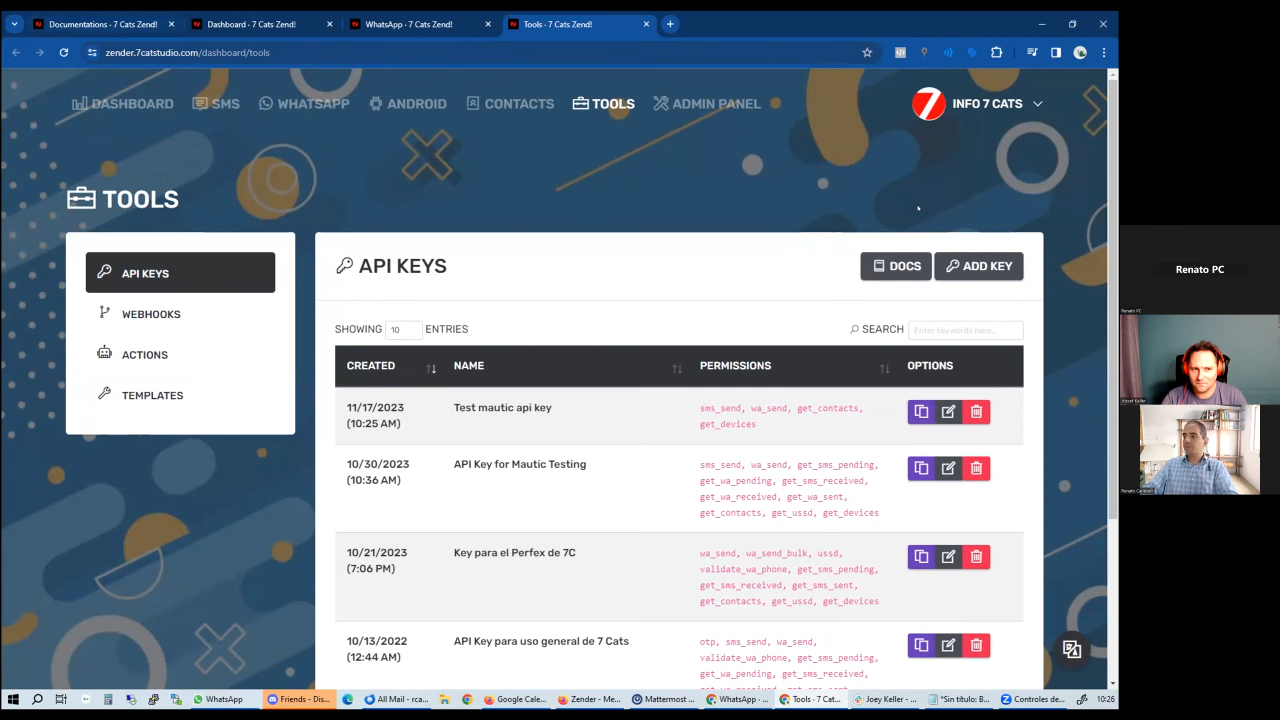 Documentations · 7 Cats Zend!
Dashboard · 7 Cats Zend!
WhatsApp · 7 Cats Zend!
Tools · 7 Cats Zend!
zender.7catstudio.com/dashboard/tools
DASHBOARD
SMS
WHATSAPP
ANDROID
CONTACTS
TOOLS
ADMIN PANEL
7
INFO 7 CATS
TOOLS
API KEYS
WEBHOOKS
ACTIONS
TEMPLATES
API KEYS
DOCS
ADD KEY
SHOWING 10 ENTRIES
SEARCH Enter keywords here...
CREATED NAME PERMISSIONS OPTIONS
11/17/2023
(10:25 AM)
Test mautic api key
sms_send, wa_send, get_contacts,
get_devices
10/30/2023
(10:36 AM)
API Key for Mautic Testing
sms_send, wa_send, get_sms_pending,
get_wa_pending, get_sms_received,
get_wa_received, get_wa_sent,
get_contacts, get_ussd, get_devices
10/21/2023
(7:06 PM)
Key para el Perfex de 7C
wa_send, wa_send_bulk, ussd,
validate_wa_phone, get_sms_pending,
get_sms_received, get_sms_sent,
get_contacts, get_ussd, get_devices
10/13/2022
(12:44 AM)
API Key para uso general de 7 Cats
otp, sms_send, wa_send,
validate_wa_phone, get_sms_pending,
get_wa_pending, get_sms_received,
Renato PC
Renato PC
József Keller
Renato Carabelli
WhatsApp
Friends - Dis...
All Mail - rca...
Google Cale...
Zender - Me...
Mattermost ...
WhatsApp · ...
Tools · 7 Cat...
Joey Keller - ...
*Sin título: B...
Controles de...
10:26